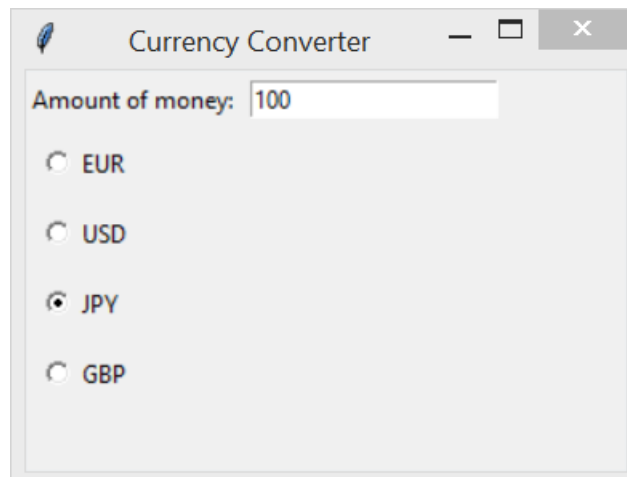 Currency Converter
Amount of money: 100
EUR
USD
JPY
GBP